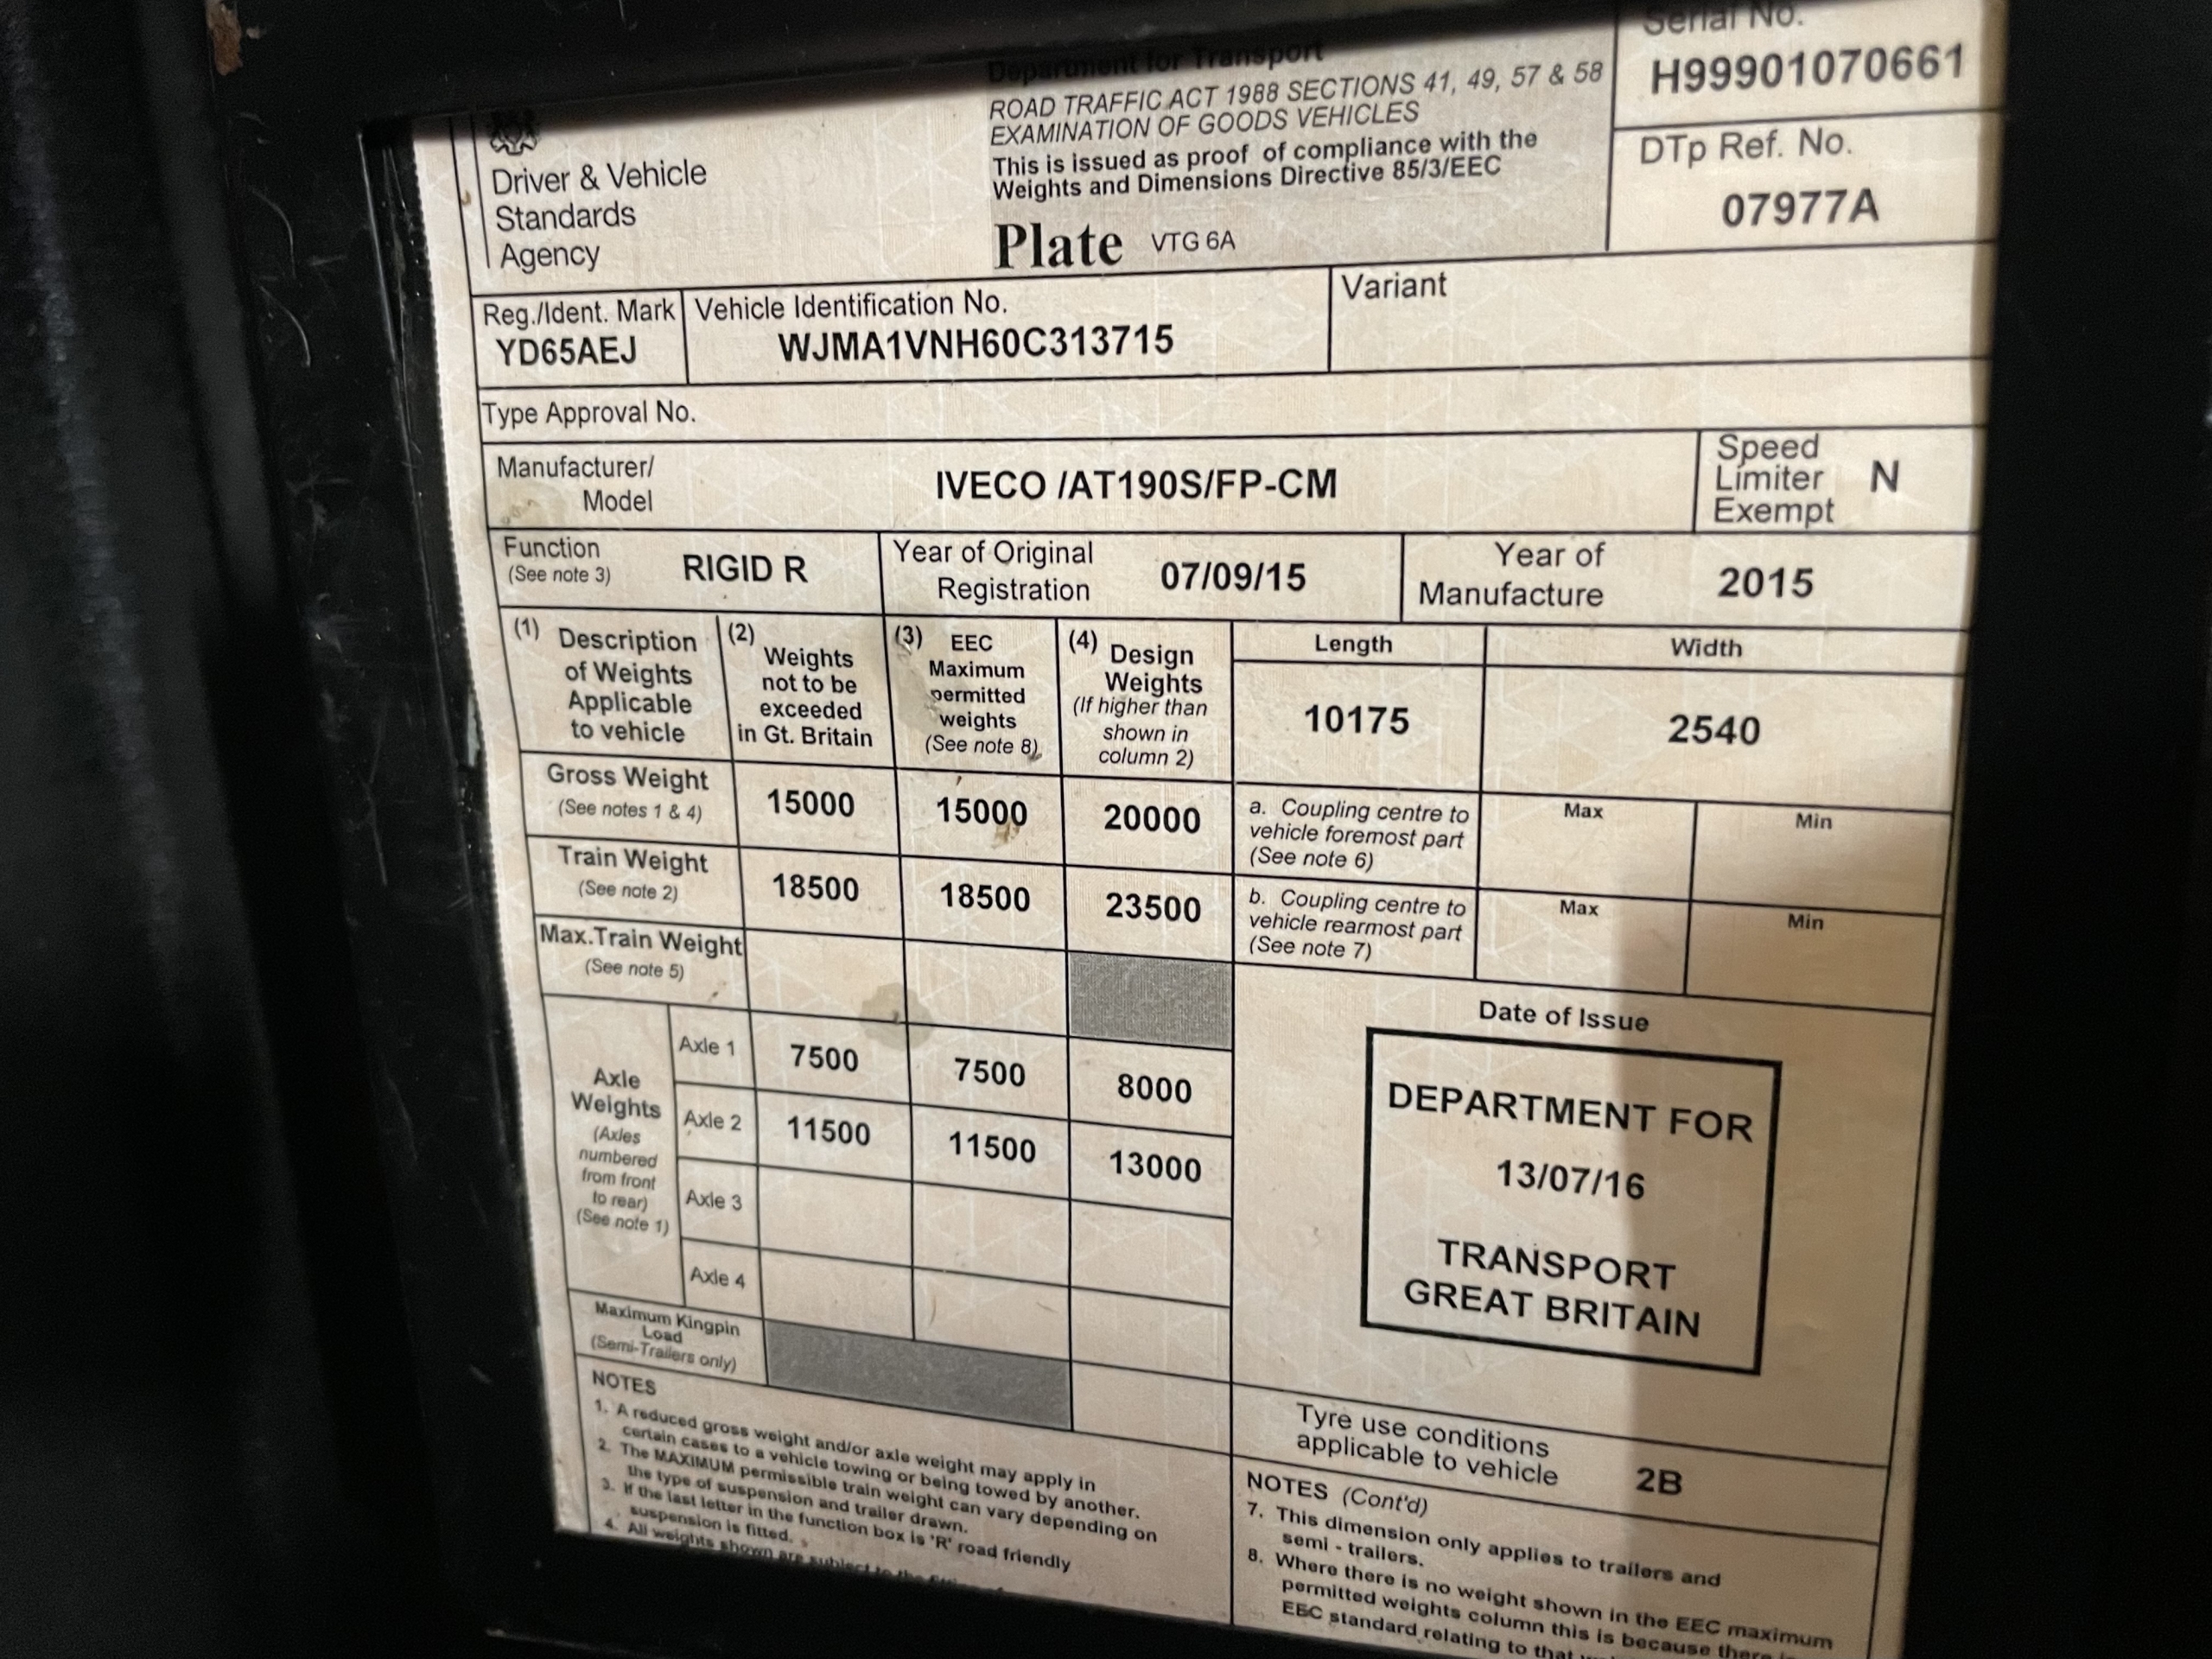 Department for Transport
ROAD TRAFFIC ACT 1988 SECTIONS 41, 49, 57 & 58
EXAMINATION OF GOODS VEHICLES
This is issued as proof of compliance with the
Weights and Dimensions Directive 85/3/EEC
Plate VTG 6A
Driver & Vehicle
Standards
Agency
Serial No.
H99901070661
DTp Ref. No.
07977A
Reg./Ident. Mark
YD65AEJ
Vehicle Identification No.
WJMA1VNH60C313715
Variant
Type Approval No.
Manufacturer/
Model
IVECO /AT190S/FP-CM
Speed
Limiter
Exempt
N
Function
(See note 3)
RIGID R
Year of Original
Registration
07/09/15
Year of
Manufacture
2015
(1) Description
of Weights
Applicable
to vehicle
(2) Weights
not to be
exceeded
in Gt. Britain
(3) EEC
Maximum
permitted
weights
(See note 8)
(4) Design
Weights
(If higher than
shown in
column 2)
Length
10175
Width
2540
Gross Weight
(See notes 1 & 4)
15000
15000
20000
a. Coupling centre to
vehicle foremost part
(See note 6)
Max
Min
Train Weight
(See note 2)
18500
18500
23500
b. Coupling centre to
vehicle rearmost part
(See note 7)
Max
Min
Max.Train Weight
(See note 5)
Axle
Weights
(Axles
numbered
from front
to rear)
(See note 1)
Axle 1
7500
7500
8000
Axle 2
11500
11500
13000
Axle 3
Axle 4
Maximum Kingpin
Load
(Semi-Trailers only)
Date of Issue
DEPARTMENT FOR
13/07/16
TRANSPORT
GREAT BRITAIN
Tyre use conditions
applicable to vehicle
2B
NOTES
1. A reduced gross weight and/or axle weight may apply in
certain cases to a vehicle towing or being towed by another.
2. The MAXIMUM permissible train weight can vary depending on
the type of suspension and trailer drawn.
3. If the last letter in the function box is 'R' road friendly
suspension is fitted.
4. All weights shown are subject to the
NOTES (Cont'd)
7. This dimension only applies to trailers and
semi - trailers.
8. Where there is no weight shown in the EEC maximum
permitted weights column this is because there
EEC standard relating to that